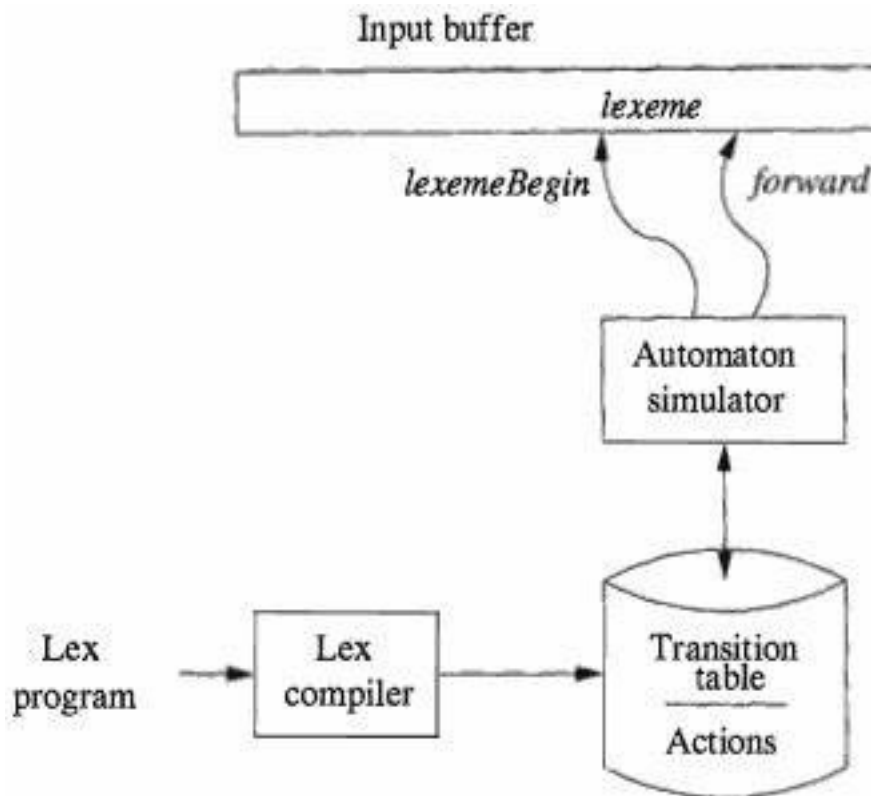 Input buffer
lexeme
lexemeBegin
forward
Automaton
simulator
Lex
program
Lex
compiler
Transition
table
Actions